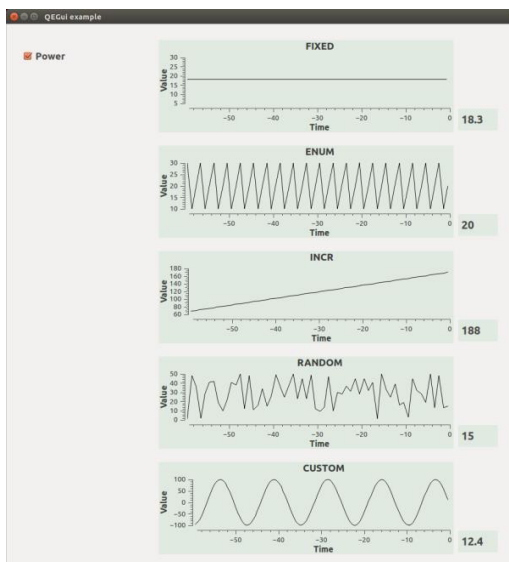 QEGui example
Power
FIXED
Value
30
25
20
15
10
5
−50 −40 −30 −20 −10 0
Time
18.3
ENUM
Value
30
25
20
15
10
−50 −40 −30 −20 −10 0
Time
20
INCR
Value
180
160
140
120
100
80
60
−50 −40 −30 −20 −10 0
Time
188
RANDOM
Value
50
40
30
20
10
0
−50 −40 −30 −20 −10 0
Time
15
CUSTOM
Value
100
50
0
−50
−100
−50 −40 −30 −20 −10 0
Time
12.4